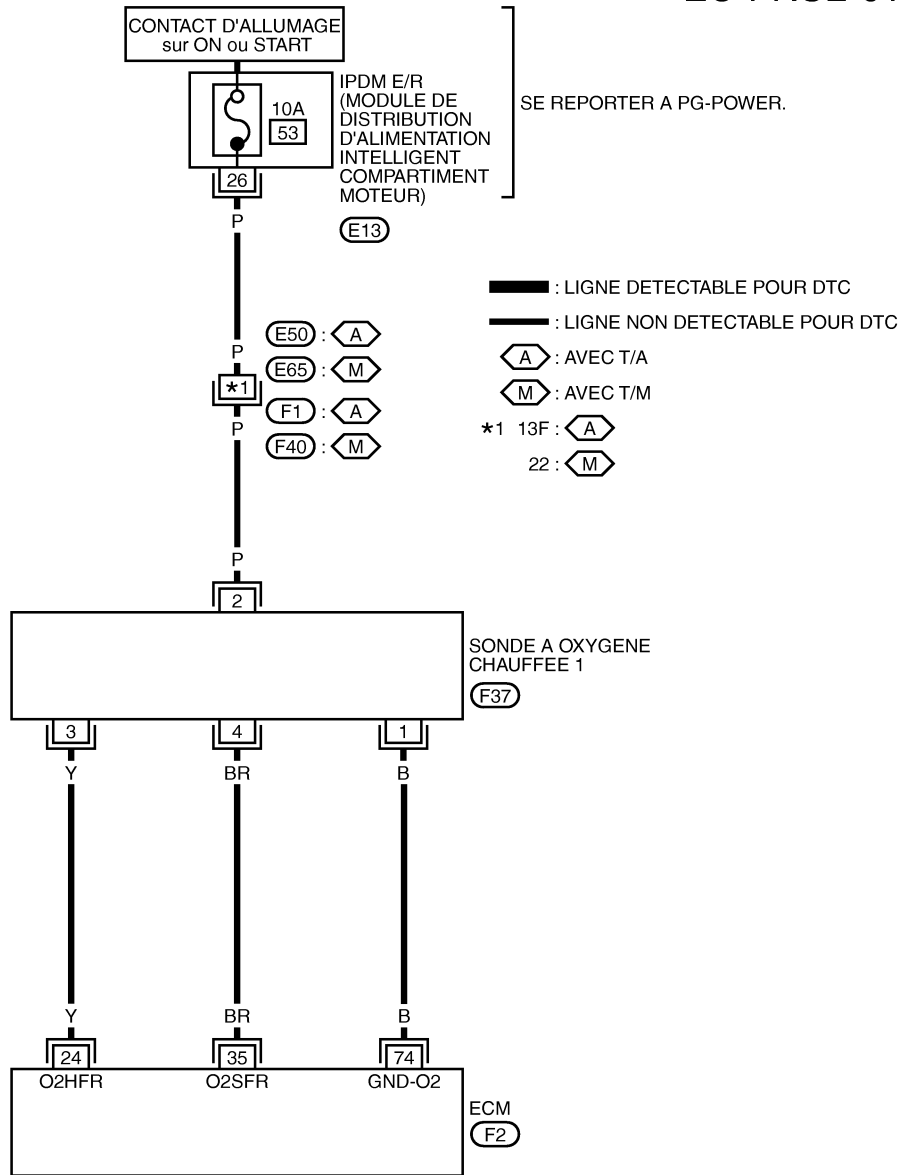 CONTACT D'ALLUMAGE
sur ON ou START
IPDM E/R
(MODULE DE
DISTRIBUTION
D'ALIMENTATION
INTELLIGENT
COMPARTIMENT
MOTEUR)
10A
53
SE REPORTER A PG-POWER.
26
P
E13
: LIGNE DETECTABLE POUR DTC
: LIGNE NON DETECTABLE POUR DTC
A : AVEC T/A
M : AVEC T/M
*1 13F : A
22 : M
E50 : A
P
E65 : M
*1
F1 : A
P
F40 : M
P
2
SONDE A OXYGENE
CHAUFFEE 1
F37
3 4 1
Y BR B
Y BR B
24 35 74
O2HFR O2SFR GND-O2
ECM
F2